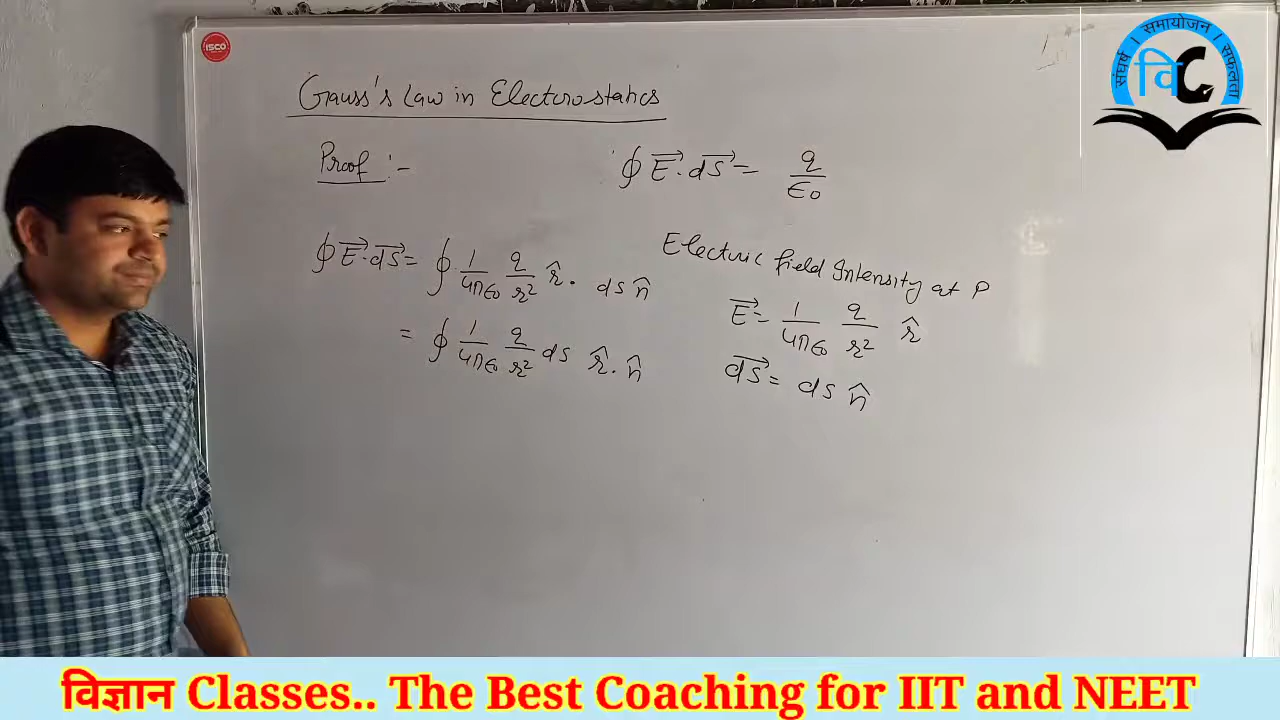 ISCO
संघर्ष । समायोजन । सफलता
वि
Gauss's Law in Electrostatics
Proof :-
∮ E⃗·dS⃗ = q/ϵ₀
∮ E⃗·dS⃗ = ∮ 1/4πϵ₀ q/r² r̂ · ds n̂
= ∮ 1/4πϵ₀ q/r² ds r̂ · n̂
Electric field Intensity at P
E⃗ = 1/4πϵ₀ q/r² r̂
dS⃗ = ds n̂
विज्ञान Classes.. The Best Coaching for IIT and NEET